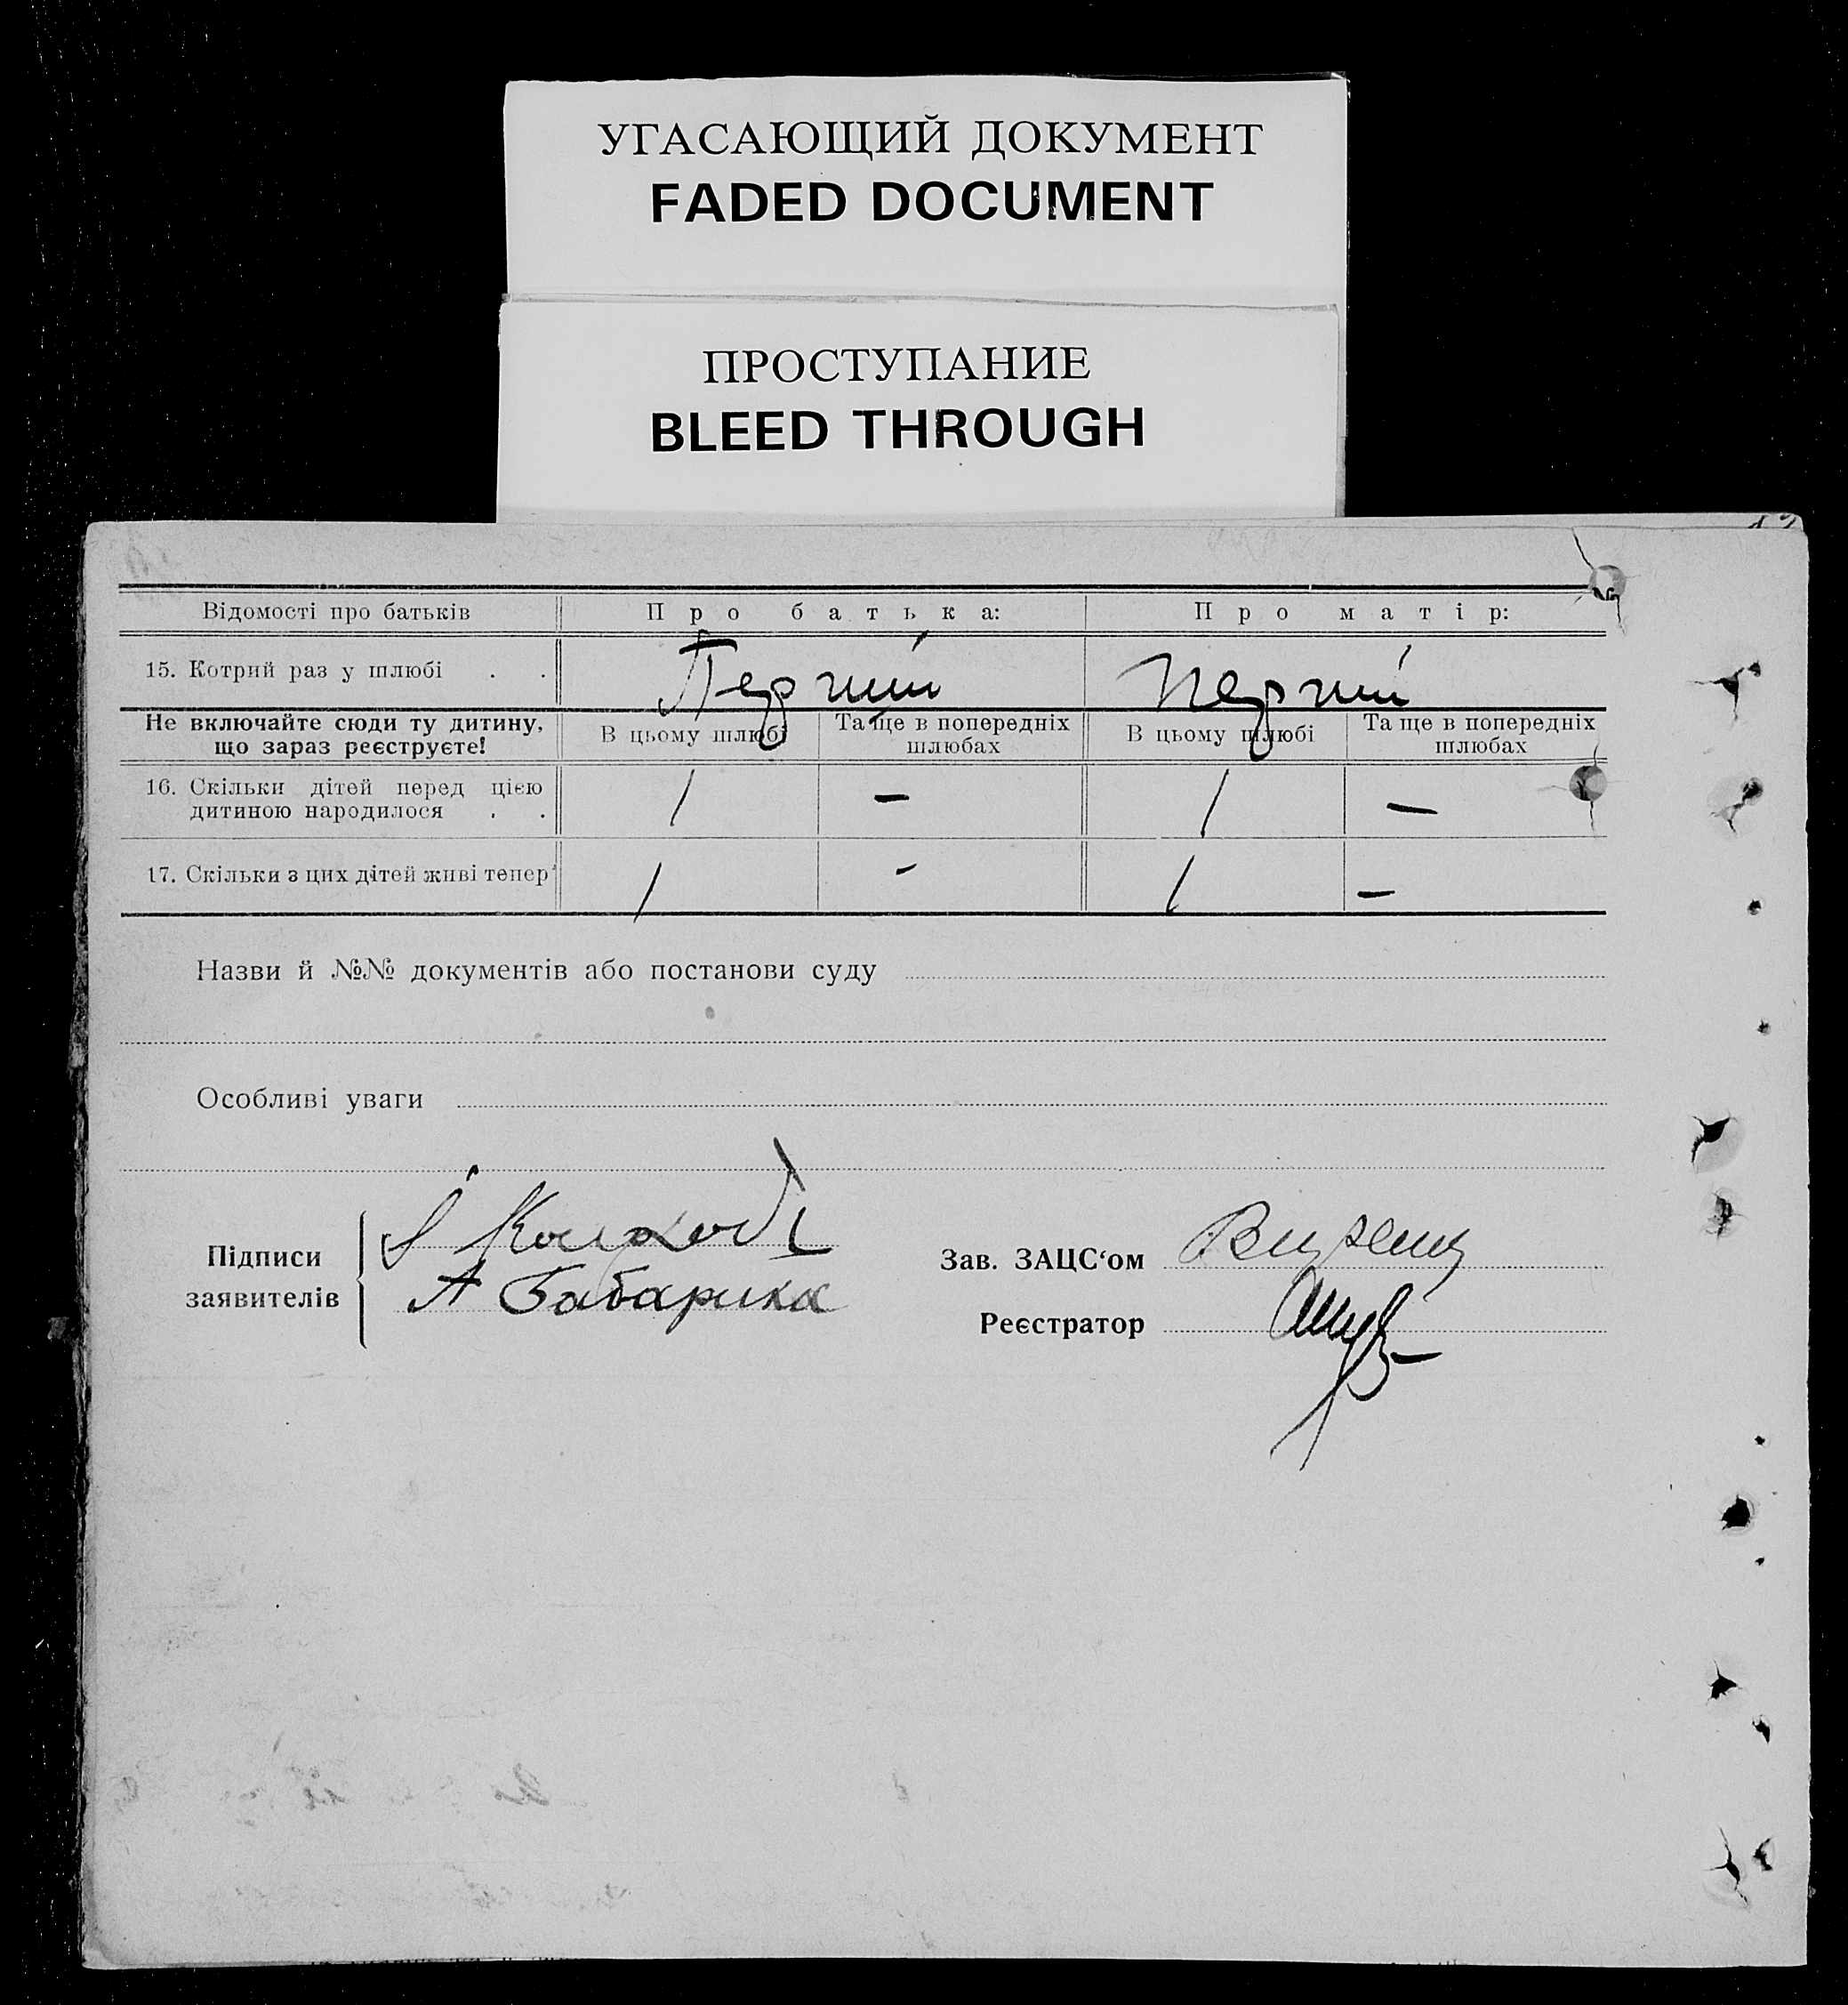 УГАСАЮЩИЙ ДОКУМЕНТ
FADED DOCUMENT
ПРОСТУПАНИЕ
BLEED THROUGH
Відомості про батьків Про батька: Про матір:
15. Котрий раз у шлюбі . . Перший Перший
Не включайте сюди ту дитину, що зараз реєструєте! В цьому шлюбі Та ще в попередніх шлюбах В цьому шлюбі Та ще в попередніх шлюбах
16. Скільки дітей перед цією
дитиною народилося . . 1 – 1 –
17. Скільки з цих дітей живі тепер 1 - 1 –
Назви й №№ документів або постанови суду
Особливі уваги
Підписи
заявителів
А Бабарика
Зав. ЗАЦС‘ом
Реєстратор